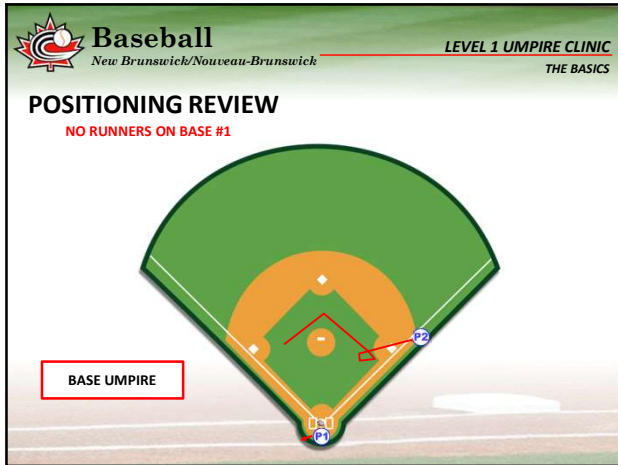 Baseball
New Brunswick/Nouveau-Brunswick
LEVEL 1 UMPIRE CLINIC
THE BASICS
POSITIONING REVIEW
NO RUNNERS ON BASE #1
P2
BASE UMPIRE
P1